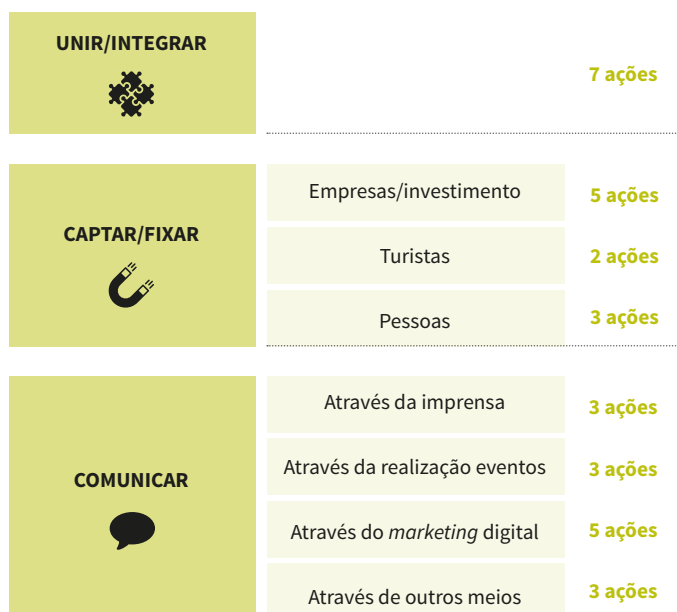 UNIR/INTEGRAR
7 ações
CAPTAR/FIXAR
Empresas/investimento
5 ações
Turistas
2 ações
Pessoas
3 ações
COMUNICAR
Através da imprensa
3 ações
Através da realização eventos
3 ações
Através do marketing digital
5 ações
Através de outros meios
3 ações